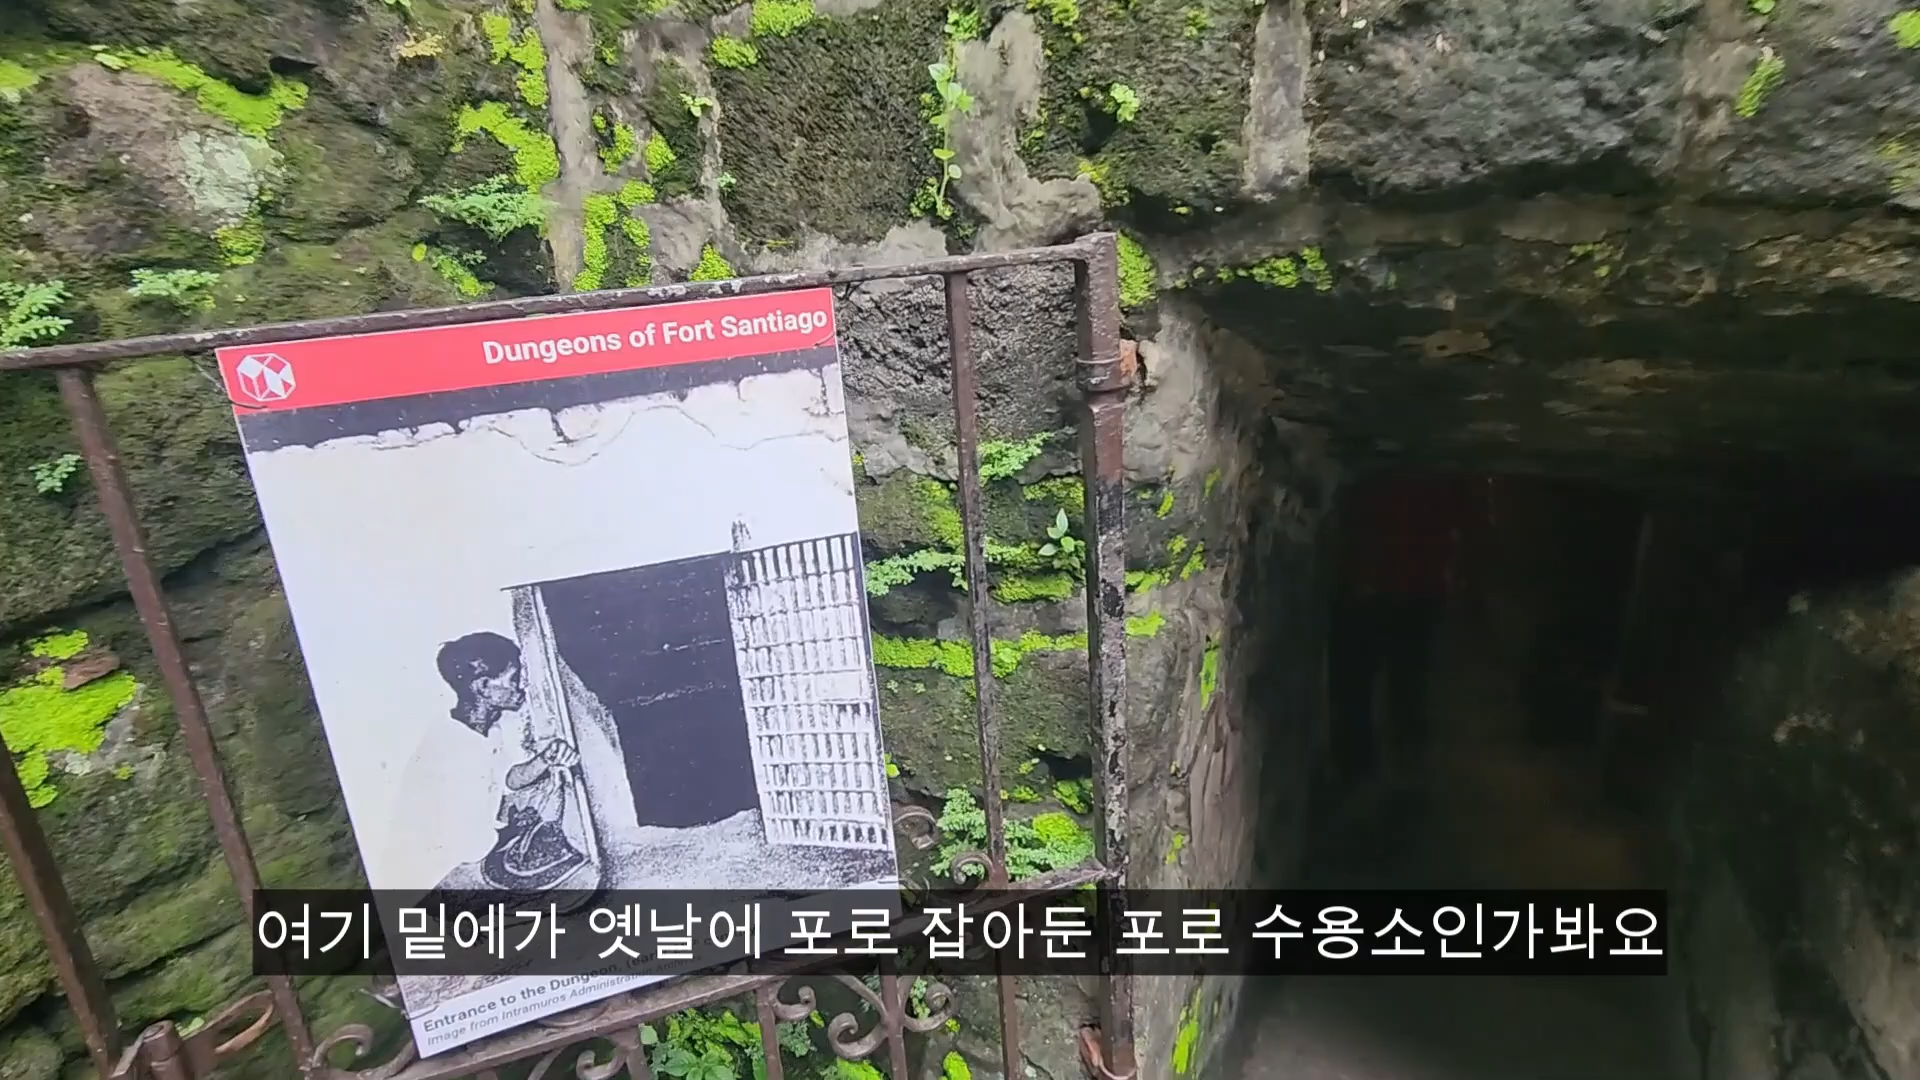 Dungeons of Fort Santiago
여기 밑에가 옛날에 포로 잡아둔 포로 수용소인가봐요
Entrance to the Dungeon,
Image from Intramuros Administration